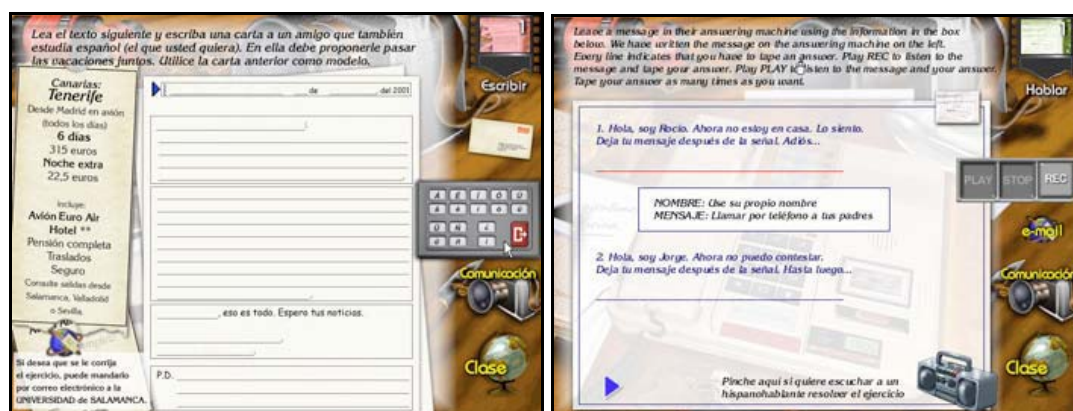 Lea el texto siguiente y escriba una carta a un amigo que también
estudia español (el que usted quiera). En ella debe proponerle pasar
las vacaciones juntos. Utilice la carta anterior como modelo.
1
Escribir
Canarias:
Tenerife
Desde Madrid en avión
(todos los días)
6 días
315 euros
Noche extra
22,5 euros
Incluye:
Avión Euro Air
Hotel **
Pensión completa
Traslados
Seguro
Consulte salidas desde
Salamanca, Valladolid
o Sevilla.
Si desea que se le corrija
el ejercicio, puede mandarlo
por correo electrónico a la
UNIVERSIDAD de SALAMANCA.
de del 2001
, eso es todo. Espero tus noticias.
P.D.
Á É Í Ó Ú
á é í ó ú
Ü Ñ ¿
ü ñ ¡
Comunicación
Clase
Leave a message in their answering machine using the information in the box
below. We have written the message on the answering machine on the left.
Every line indicates that you have to tape an answer. Play REC to listen to the
message and tape your answer. Play PLAY to listen to the message and your answer.
Tape your answer as many times as you want.
1
Hablar
1. Hola, soy Rocío. Ahora no estoy en casa. Lo siento.
Deja tu mensaje después de la señal. Adiós...
NOMBRE: Use su propio nombre
MENSAJE: Llamar por teléfono a tus padres
2. Hola, soy Jorge. Ahora no puedo contestar.
Deja tu mensaje después de la señal. Hasta luego...
PLAY STOP REC
e-mail
Comunicación
Clase
Pinche aquí si quiere escuchar a un
hispanohablante resolver el ejercicio